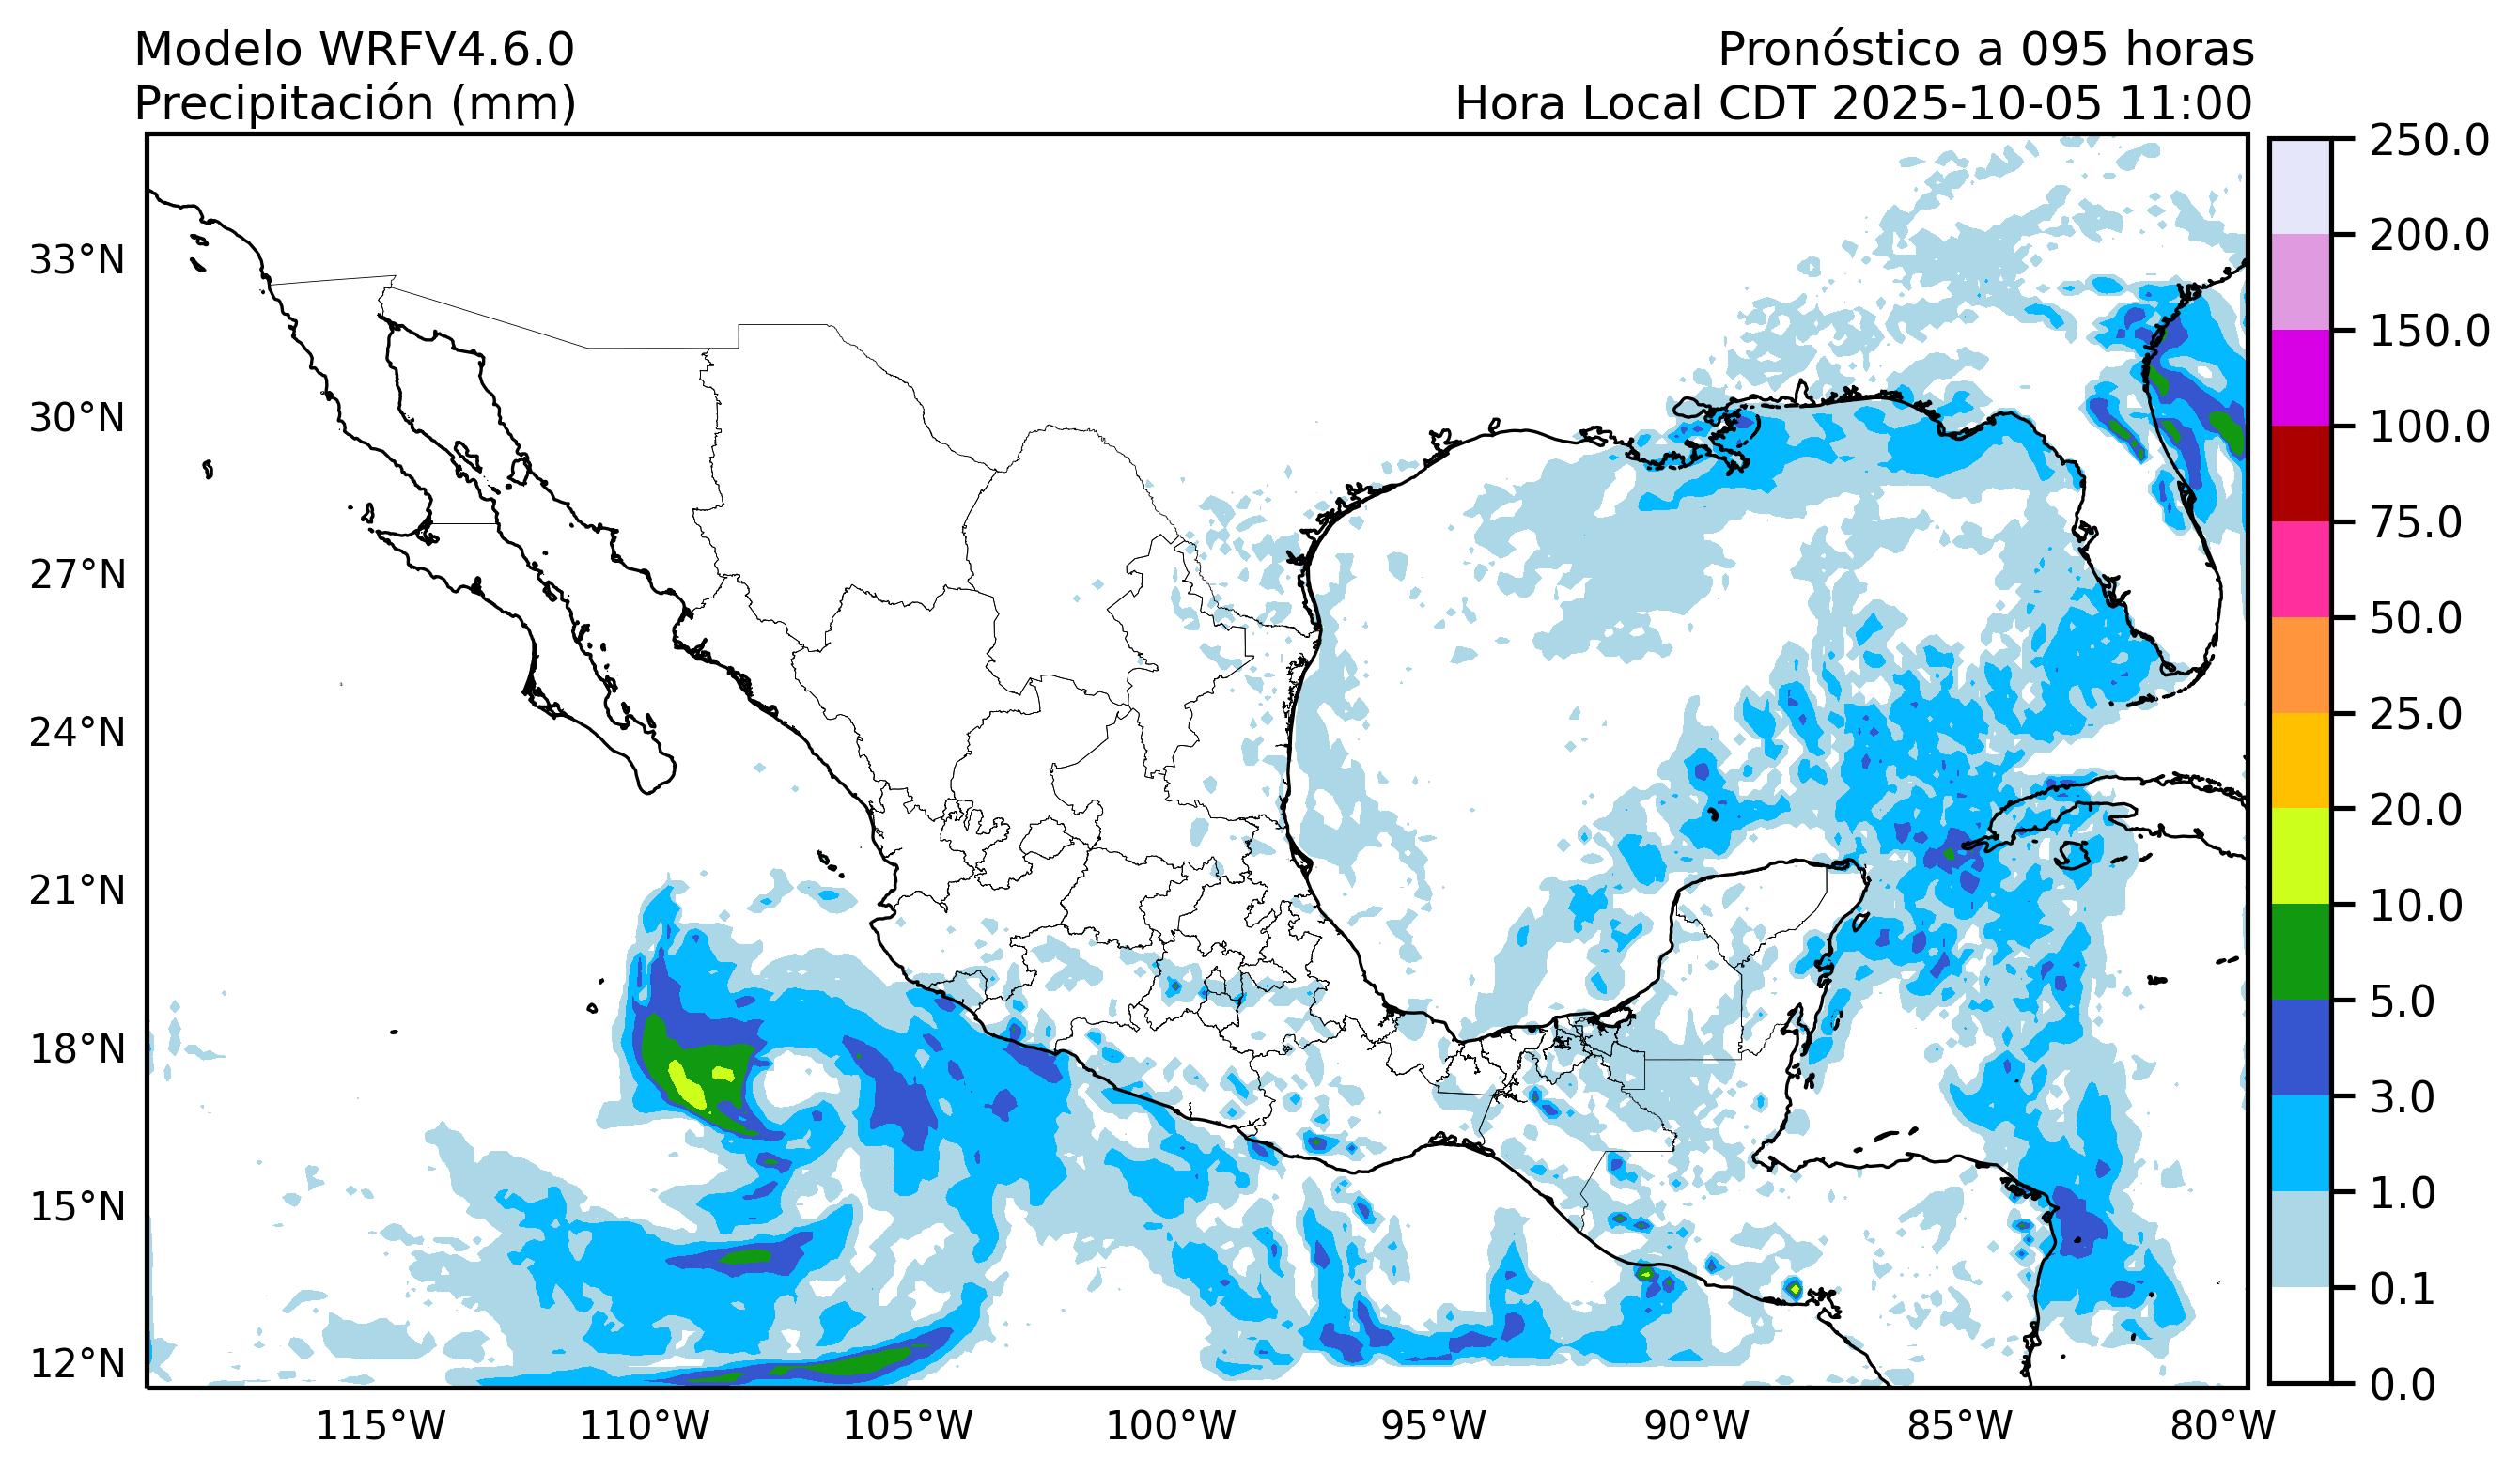 Modelo WRFV4.6.0
Precipitación (mm)
Pronóstico a 095 horas
Hora Local CDT 2025-10-05 11:00
33°N
30°N
27°N
24°N
21°N
18°N
15°N
12°N
115°W
110°W
105°W
100°W
95°W
90°W
85°W
80°W
250.0
200.0
150.0
100.0
75.0
50.0
25.0
20.0
10.0
5.0
3.0
1.0
0.1
0.0